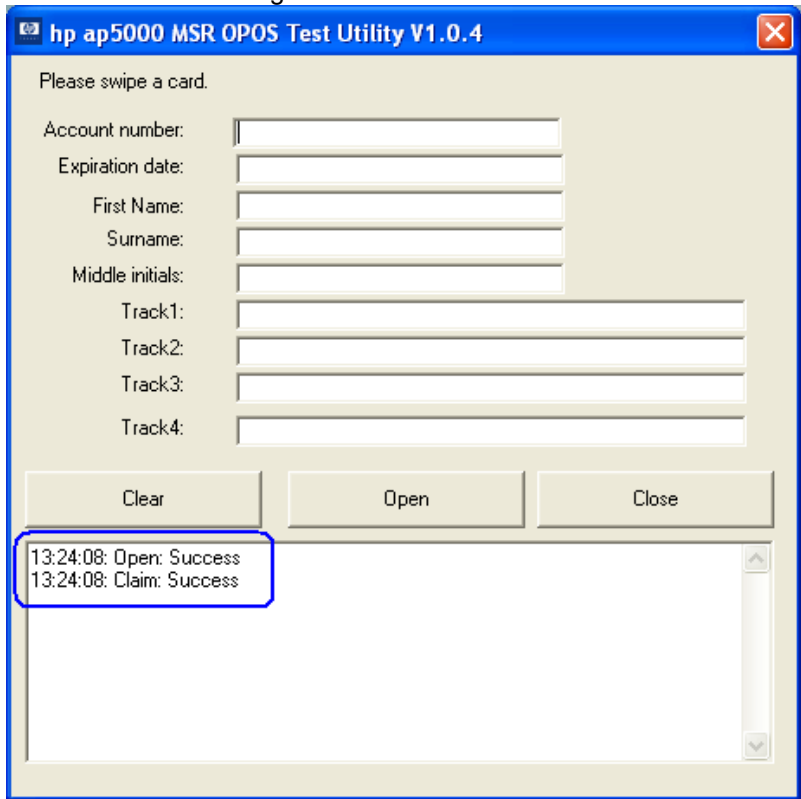 hp ap5000 MSR OPOS Test Utility V1.0.4
Please swipe a card.
Account number:
Expiration date:
First Name:
Surname:
Middle initials:
Track1:
Track2:
Track3:
Track4:
Clear Open Close
13:24:08: Open: Success
13:24:08: Claim: Success